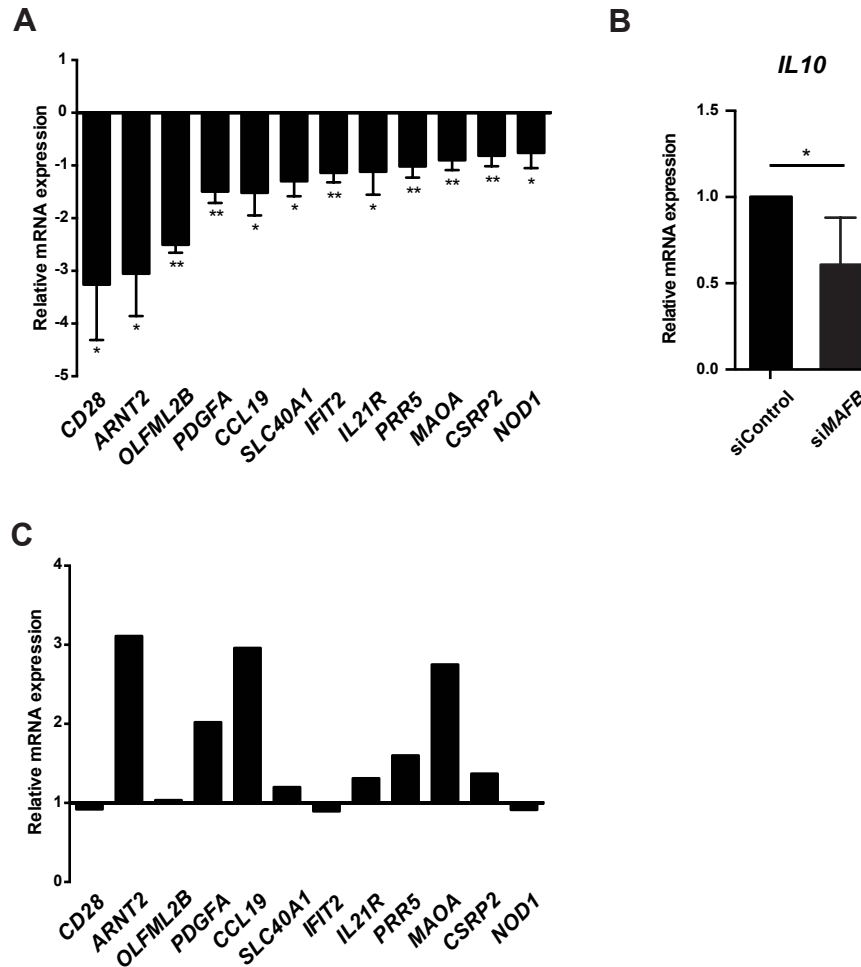 A
Relative mRNA expression
1
0
-1
-2
-3
-4
-5
*
*
**
**
*
*
**
*
**
**
**
*
CD28
ARNT2
OLFML2B
PDGFA
CCL19
SLC40A1
IFIT2
IL21R
PRR5
MAOA
CSRP2
NOD1
B
IL10
Relative mRNA expression
1.5
1.0
0.5
0.0
*
siControl
siMAFB
C
Relative mRNA expression
4
3
2
1
0
CD28
ARNT2
OLFML2B
PDGFA
CCL19
SLC40A1
IFIT2
IL21R
PRR5
MAOA
CSRP2
NOD1